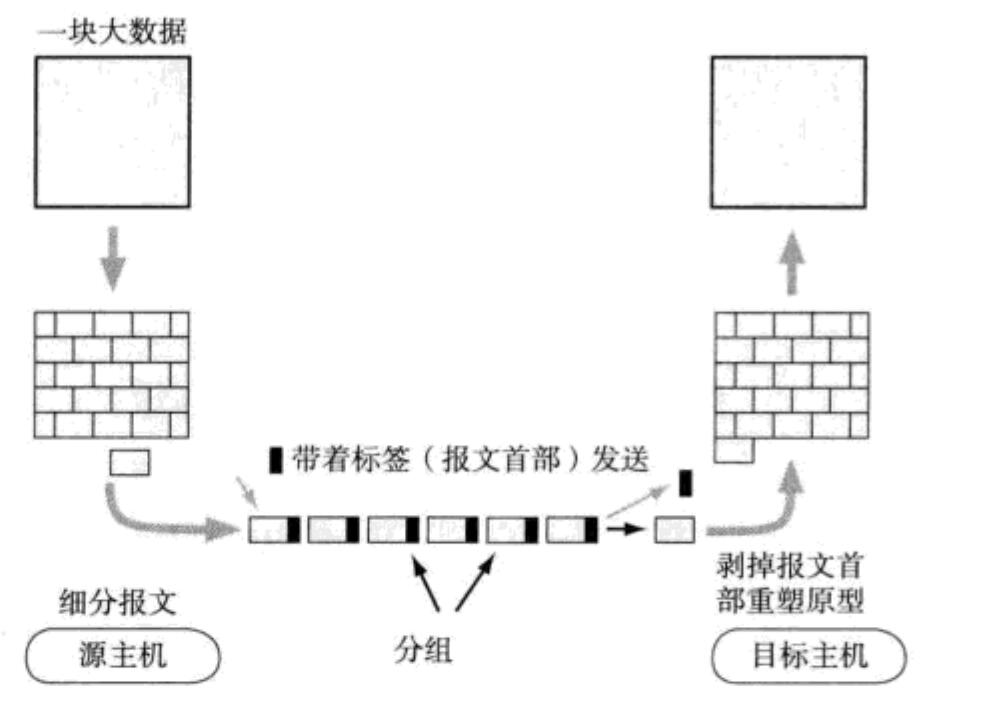 一块大数据
带着标签（报文首部）发送
细分报文
源主机
分组
剥掉报文首
部重塑原型
目标主机